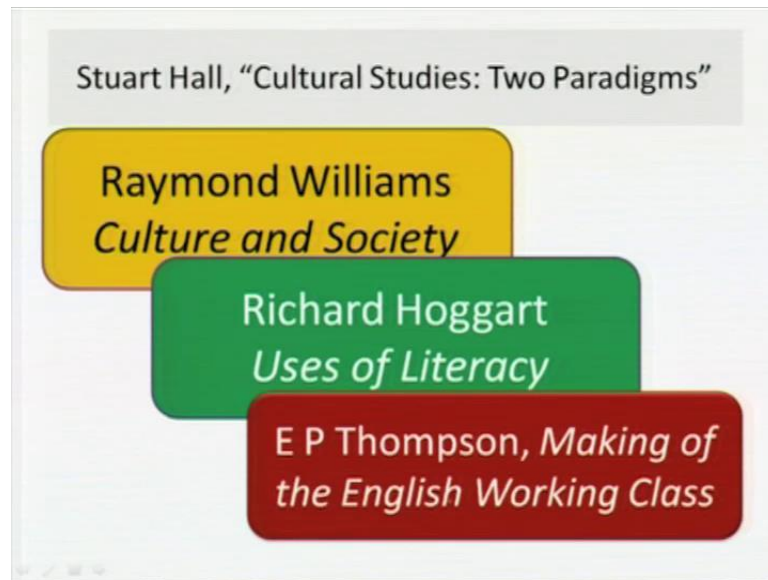 Stuart Hall, “Cultural Studies: Two Paradigms”
Raymond Williams
Culture and Society
Richard Hoggart
Uses of Literacy
E P Thompson, Making of
the English Working Class